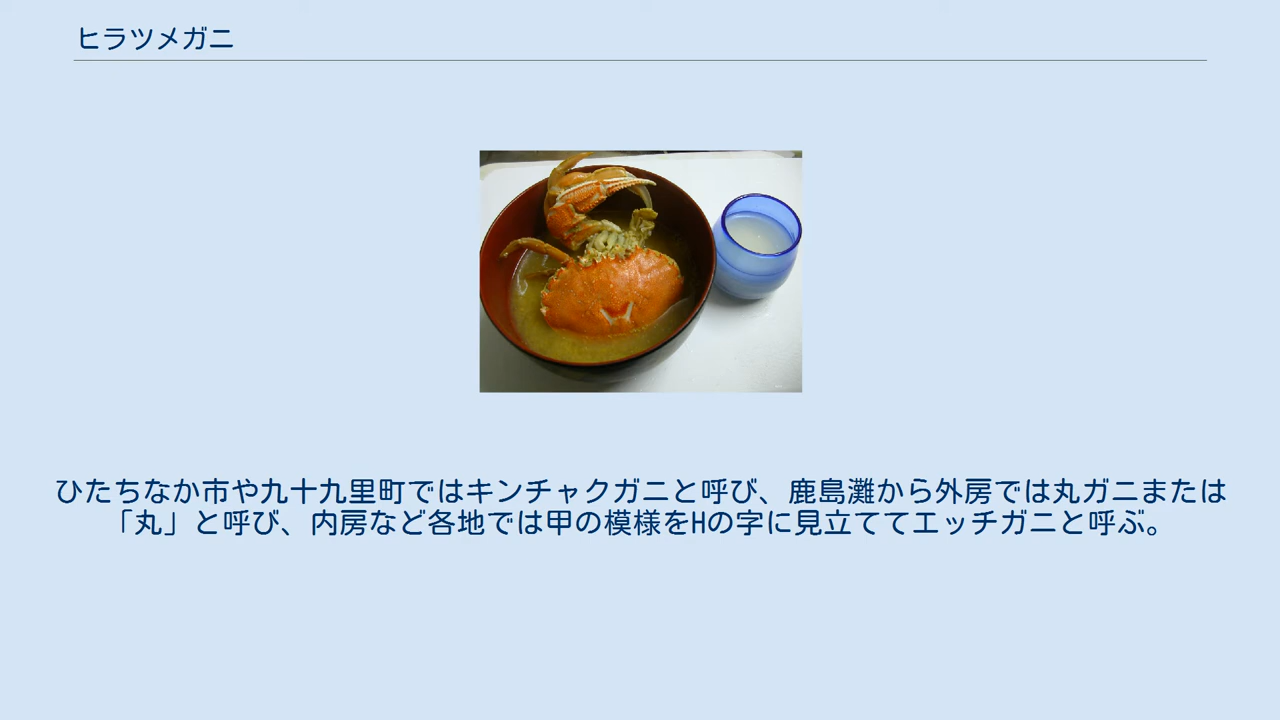 ヒラツメガニ
ひたちなか市や九十九里町ではキンチャクガニと呼び、鹿島灘から外房では丸ガニまたは
「丸」と呼び、内房など各地では甲の模様をHの字に見立ててエッチガニと呼ぶ。